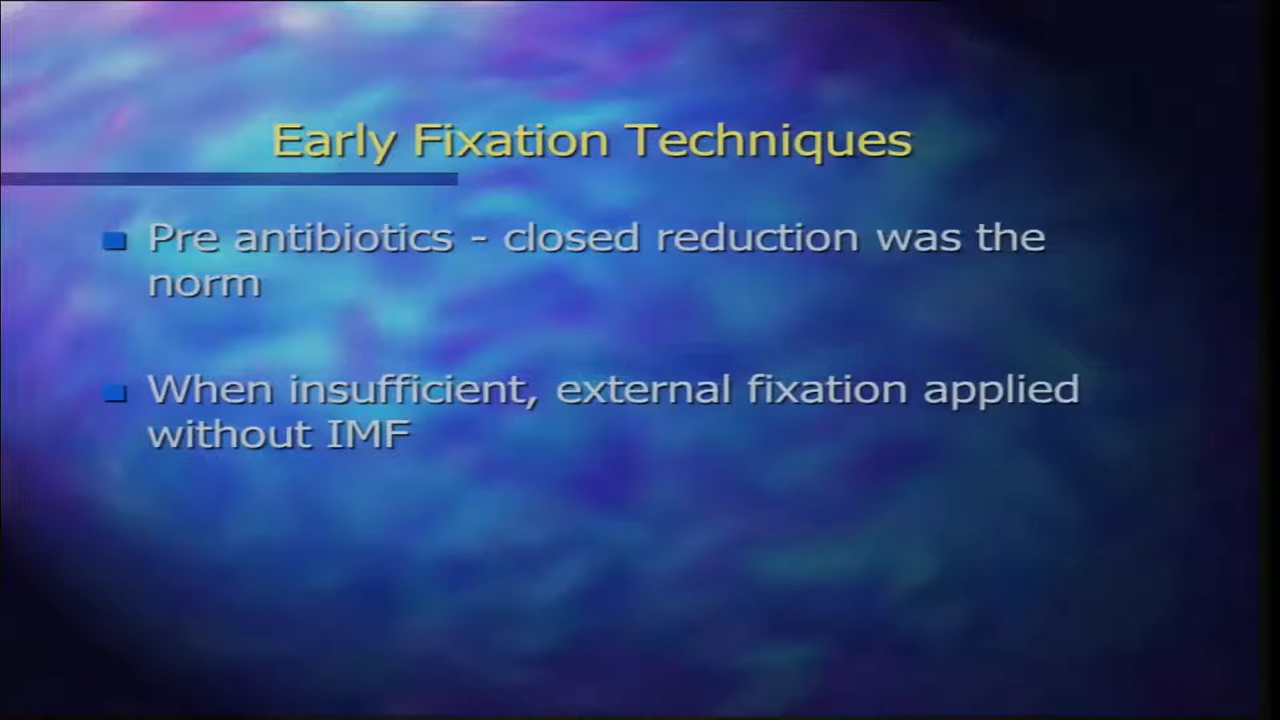 Early Fixation Techniques
Pre antibiotics - closed reduction was the
norm
When insufficient, external fixation applied
without IMF